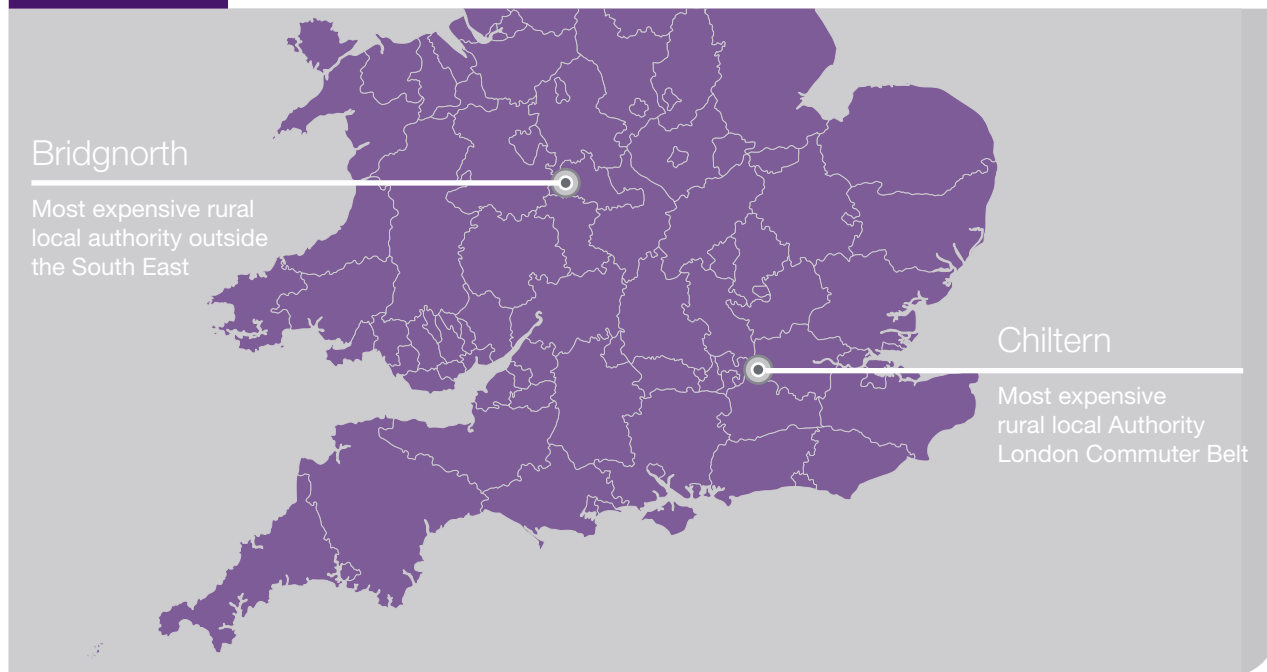 Bridgnorth
Most expensive rural
local authority outside
the South East
Chiltern
Most expensive
rural local Authority
London Commuter Belt